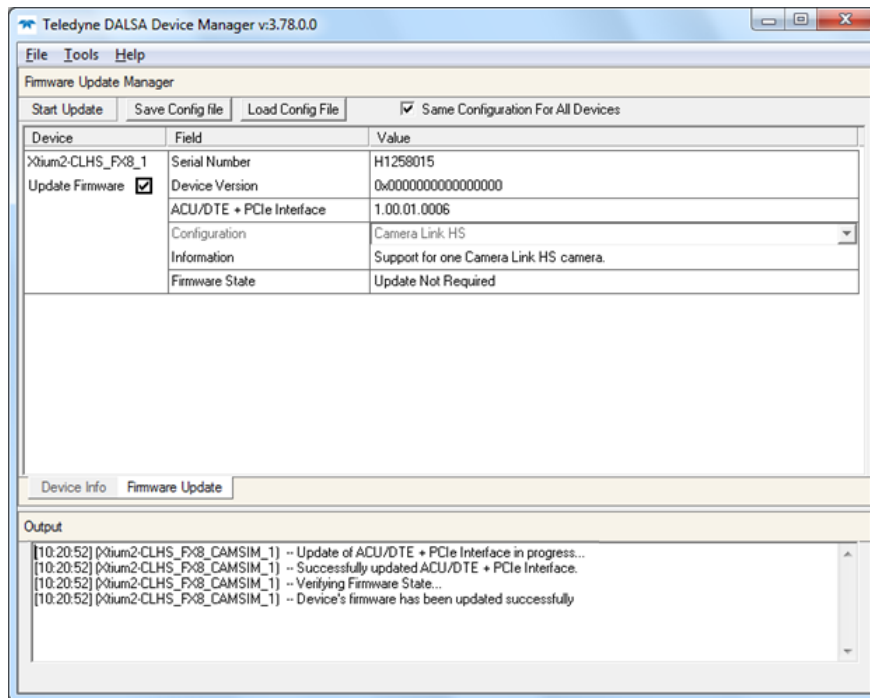 Teledyne DALSA Device Manager v:3.78.0.0
File Tools Help
Firmware Update Manager
Start Update Save Config file Load Config File Same Configuration For All Devices
Device Field Value
Xtium2-CLHS_FX8_1 Serial Number H1258015
Update Firmware Device Version 0x0000000000000000
ACU/DTE + PCIe Interface 1.00.01.0006
Configuration Camera Link HS
Information Support for one Camera Link HS camera.
Firmware State Update Not Required
Device Info Firmware Update
Output
[10:20:52] (Xtium2-CLHS_FX8_CAMSIM_1) -- Update of ACU/DTE + PCIe Interface in progress...
[10:20:52] (Xtium2-CLHS_FX8_CAMSIM_1) -- Successfully updated ACU/DTE + PCIe Interface.
[10:20:52] (Xtium2-CLHS_FX8_CAMSIM_1) -- Verifying Firmware State...
[10:20:52] (Xtium2-CLHS_FX8_CAMSIM_1) -- Device's firmware has been updated successfully